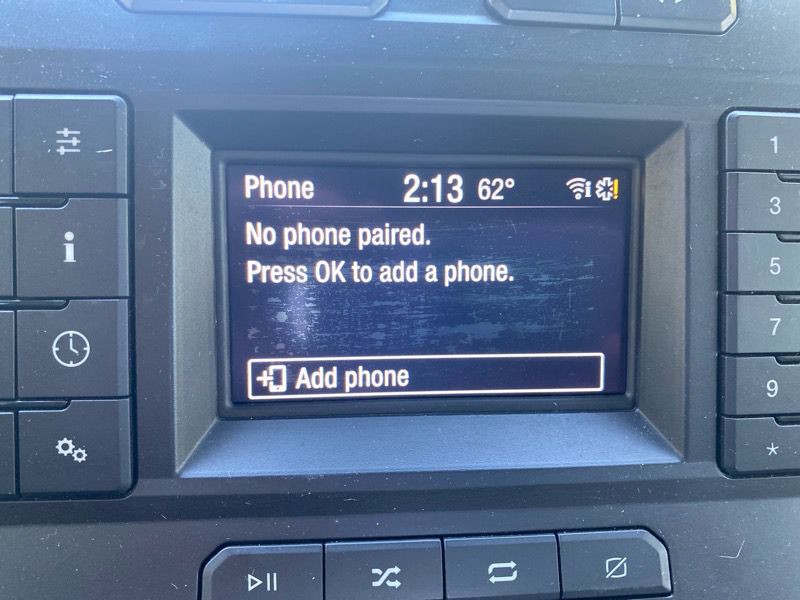 Phone 2:13 62°
No phone paired.
Press OK to add a phone.
Add phone
i
1
3
5
7
9
*